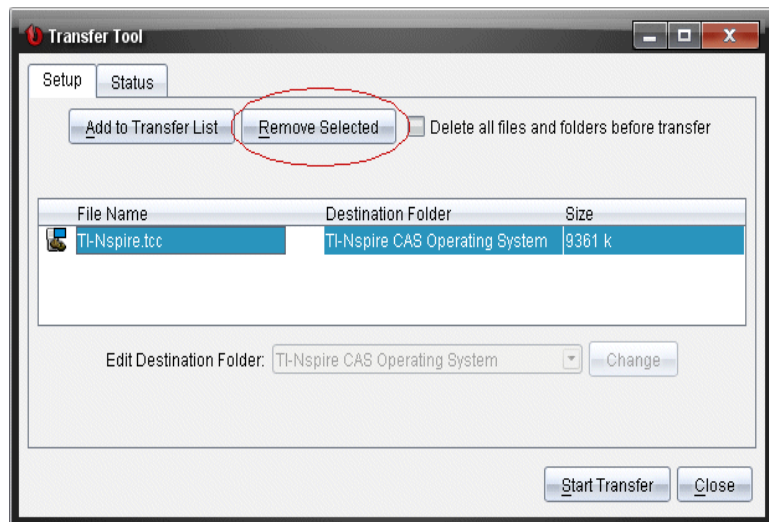 Transfer Tool
Setup Status
Add to Transfer List Remove Selected Delete all files and folders before transfer
File Name Destination Folder Size
TI-Nspire.tcc TI-Nspire CAS Operating System 9361 k
Edit Destination Folder: TI-Nspire CAS Operating System Change
Start Transfer Close